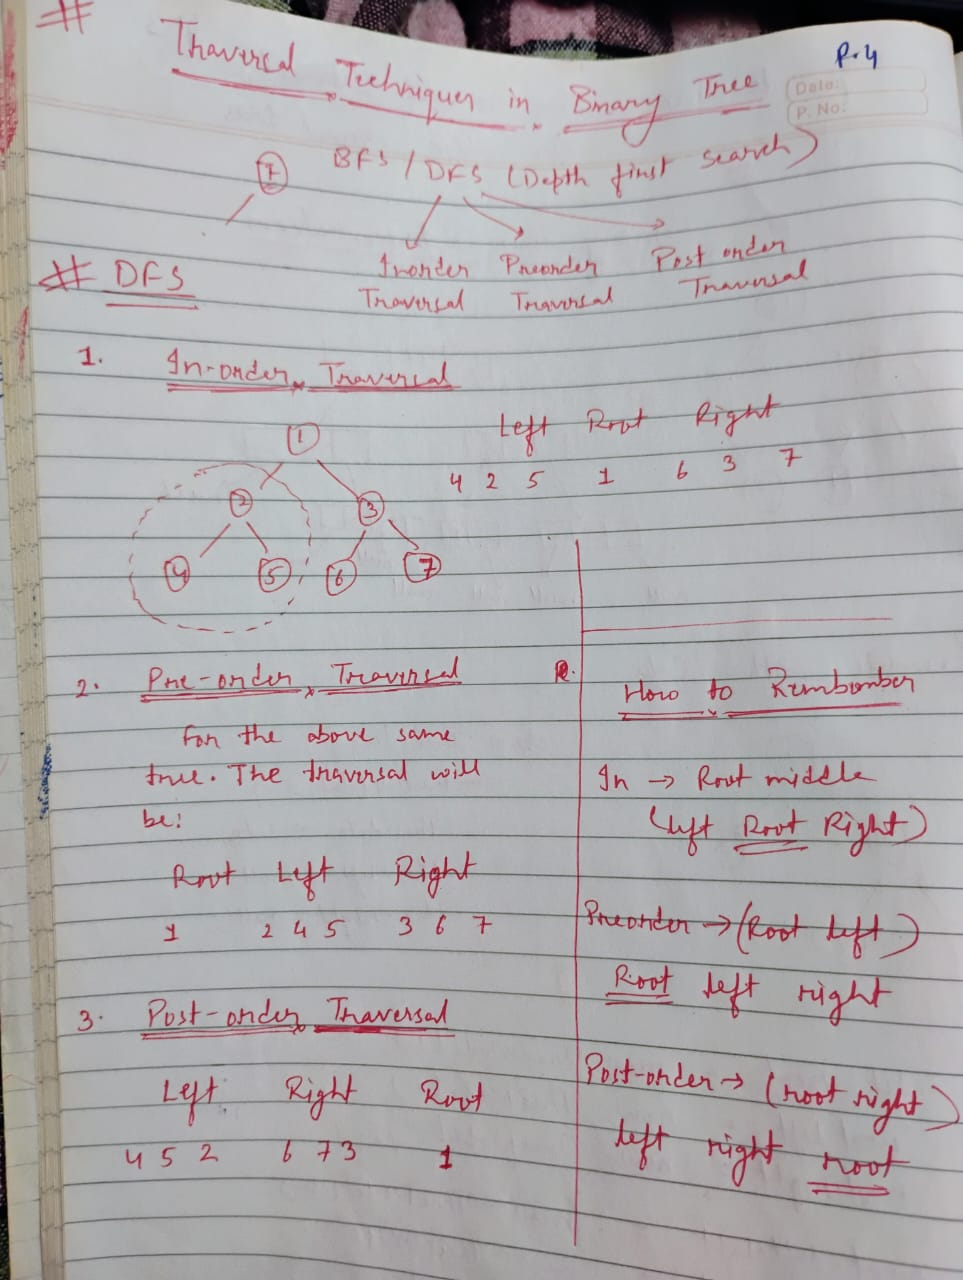 #
Traversal Techniques in Binary Tree
P.4
Date:
P. No:
7
BFS / DFS (Depth first search)
Inorder Traversal
Preorder Traversal
Post order Traversal
# DFS
1. In-order Traversal
1
2 3
4 5 6 7
Left Root Right
4 2 5 1 6 3 7
2. Pre-order Traversal
For the above same
tree. The traversal will
be:
Root Left Right
1 2 4 5 3 6 7
3. Post-order Traversal
Left Right Root
4 5 2 6 7 3 1
How to Rembomber
In → Root middle
(left Root Right)
Preorder → (Root left)
Root left right
Post-order → (root right)
left right root